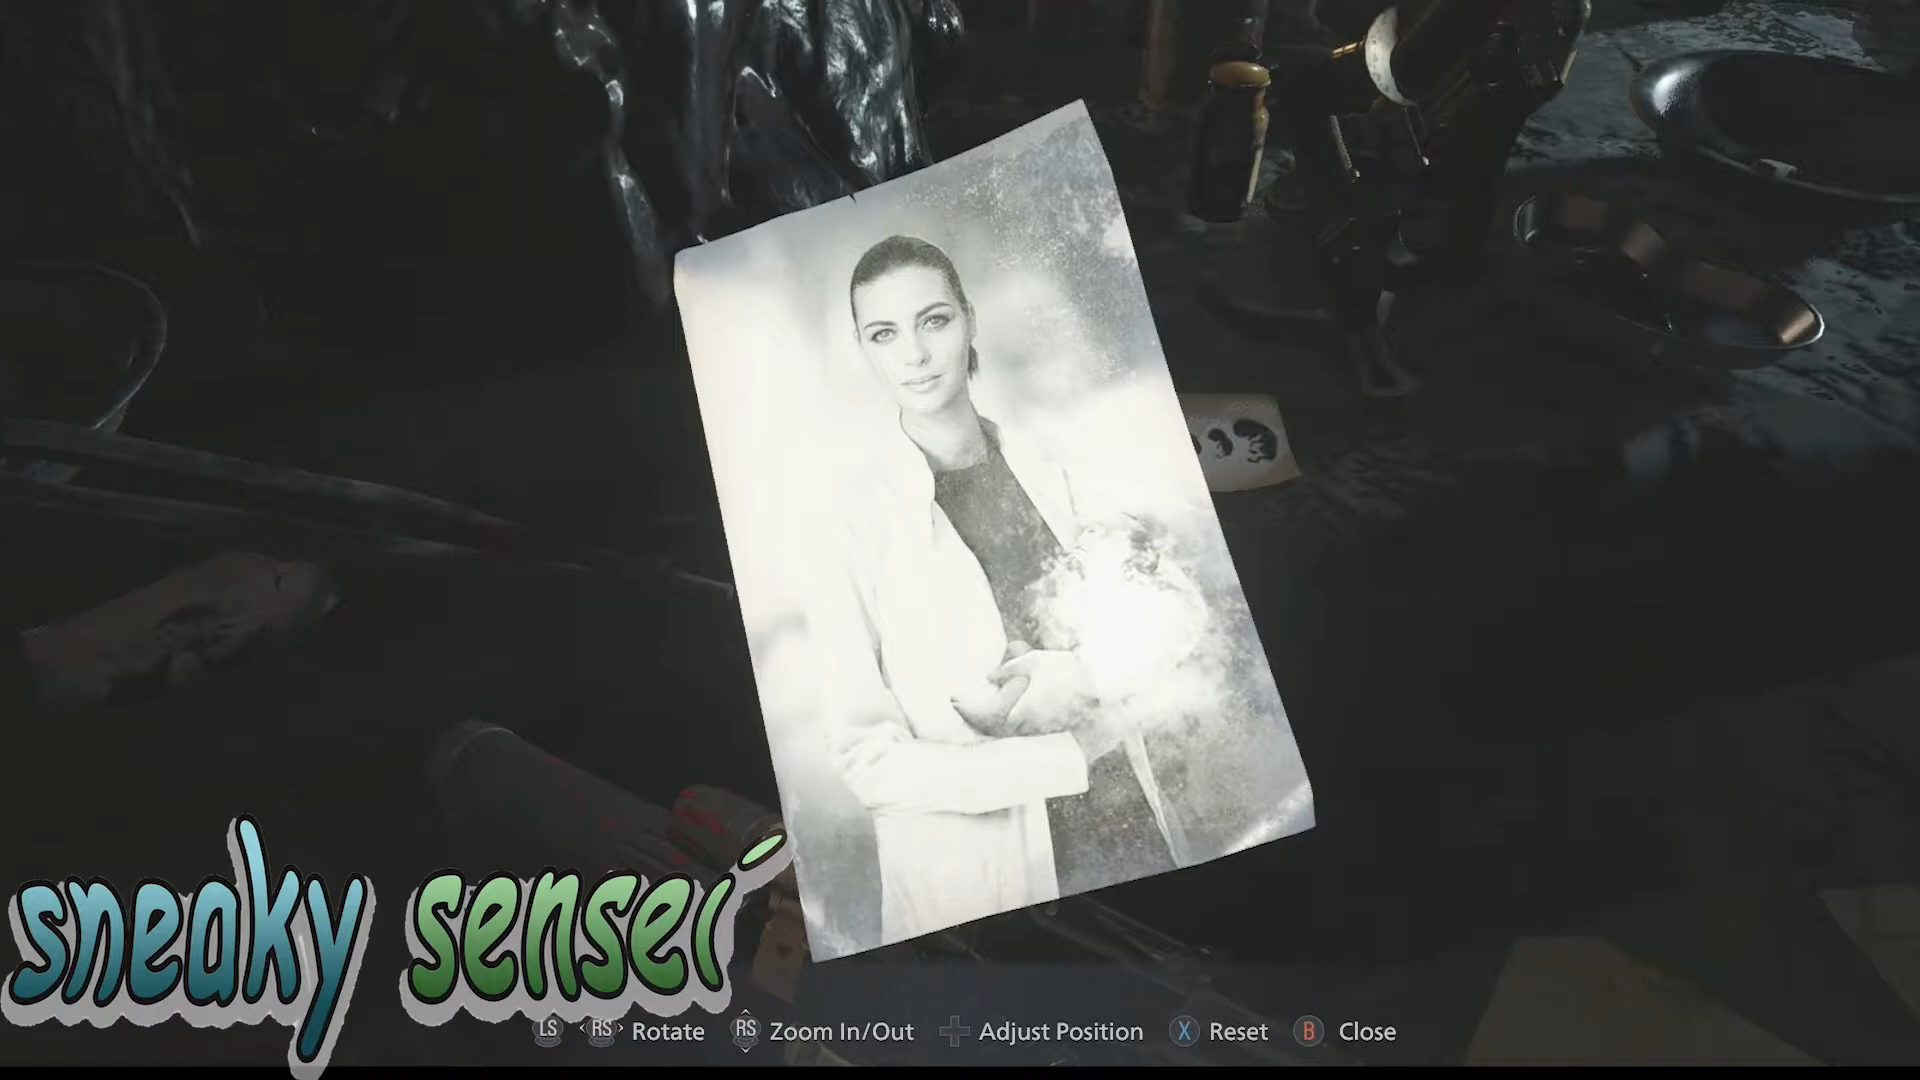 sneaky sensei
LS RS Rotate RS Zoom In/Out Adjust Position X Reset B Close